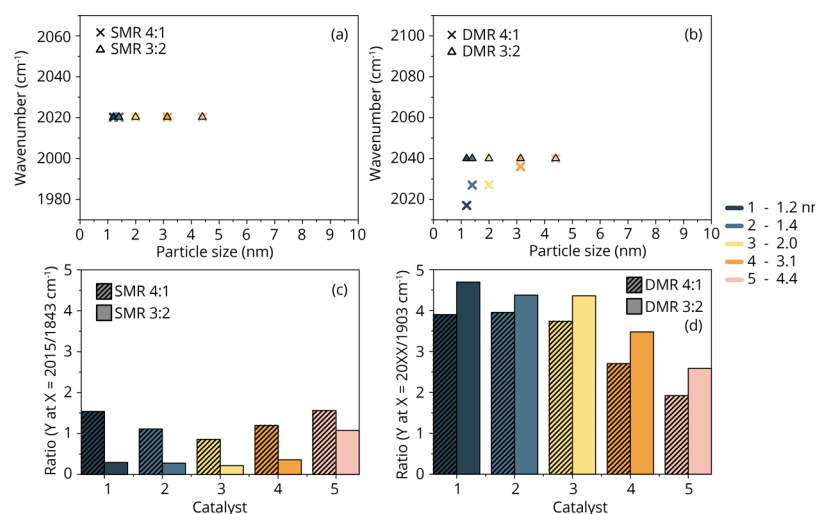 2060
2040
2020
2000
1980
Wavenumber (cm⁻¹)
SMR 4:1
SMR 3:2
(a)
0 1 2 3 4 5 6 7 8 9 10
Particle size (nm)
2100
2080
2060
2040
2020
Wavenumber (cm⁻¹)
DMR 4:1
DMR 3:2
(b)
0 1 2 3 4 5 6 7 8 9 10
Particle size (nm)
1 - 1.2 nm
2 - 1.4
3 - 2.0
4 - 3.1
5 - 4.4
5
4
3
2
1
0
Ratio (Y at X = 2015/1843 cm⁻¹)
SMR 4:1
SMR 3:2
(c)
1 2 3 4 5
Catalyst
5
4
3
2
1
0
Ratio (Y at X = 20XX/1903 cm⁻¹)
DMR 4:1
DMR 3:2
(d)
1 2 3 4 5
Catalyst